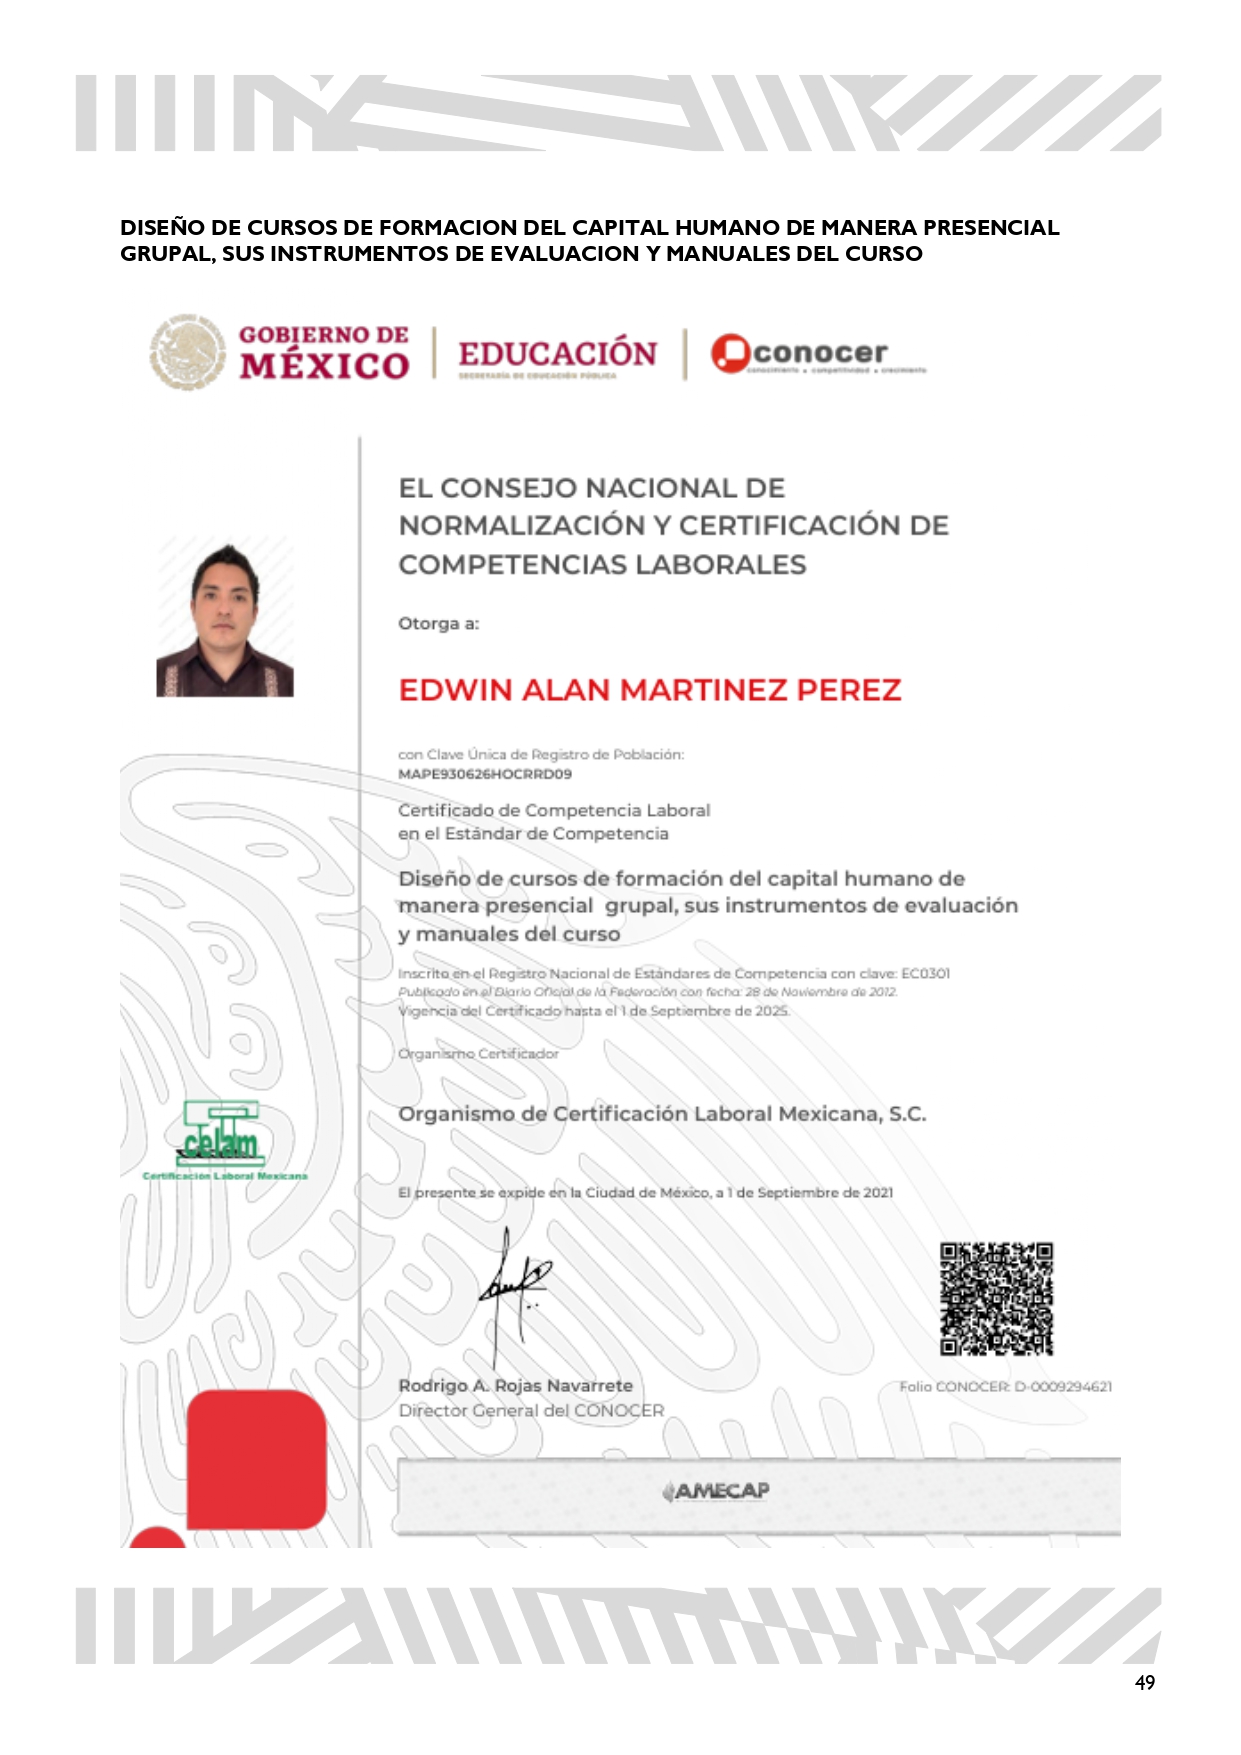 DISEÑO DE CURSOS DE FORMACION DEL CAPITAL HUMANO DE MANERA PRESENCIAL
GRUPAL, SUS INSTRUMENTOS DE EVALUACION Y MANUALES DEL CURSO
GOBIERNO DE
MÉXICO
EDUCACIÓN
SECRETARÍA DE EDUCACIÓN PÚBLICA
conocer
conocimiento • competitividad • crecimiento
EL CONSEJO NACIONAL DE
NORMALIZACIÓN Y CERTIFICACIÓN DE
COMPETENCIAS LABORALES
Otorga a:
EDWIN ALAN MARTINEZ PEREZ
con Clave Única de Registro de Población:
MAPE930626HOCRRD09
Certificado de Competencia Laboral
en el Estándar de Competencia
Diseño de cursos de formación del capital humano de
manera presencial grupal, sus instrumentos de evaluación
y manuales del curso
Inscrito en el Registro Nacional de Estándares de Competencia con clave: EC0301
Publicado en el Diario Oficial de la Federación con fecha: 28 de Noviembre de 2012.
Vigencia del Certificado hasta el 1 de Septiembre de 2025.
Organismo Certificador
Organismo de Certificación Laboral Mexicana, S.C.
celam
Certificación Laboral Mexicana
El presente se expide en la Ciudad de México, a 1 de Septiembre de 2021
Rodrigo A. Rojas Navarrete
Director General del CONOCER
Folio CONOCER: D-0009294621
AMECAP
49